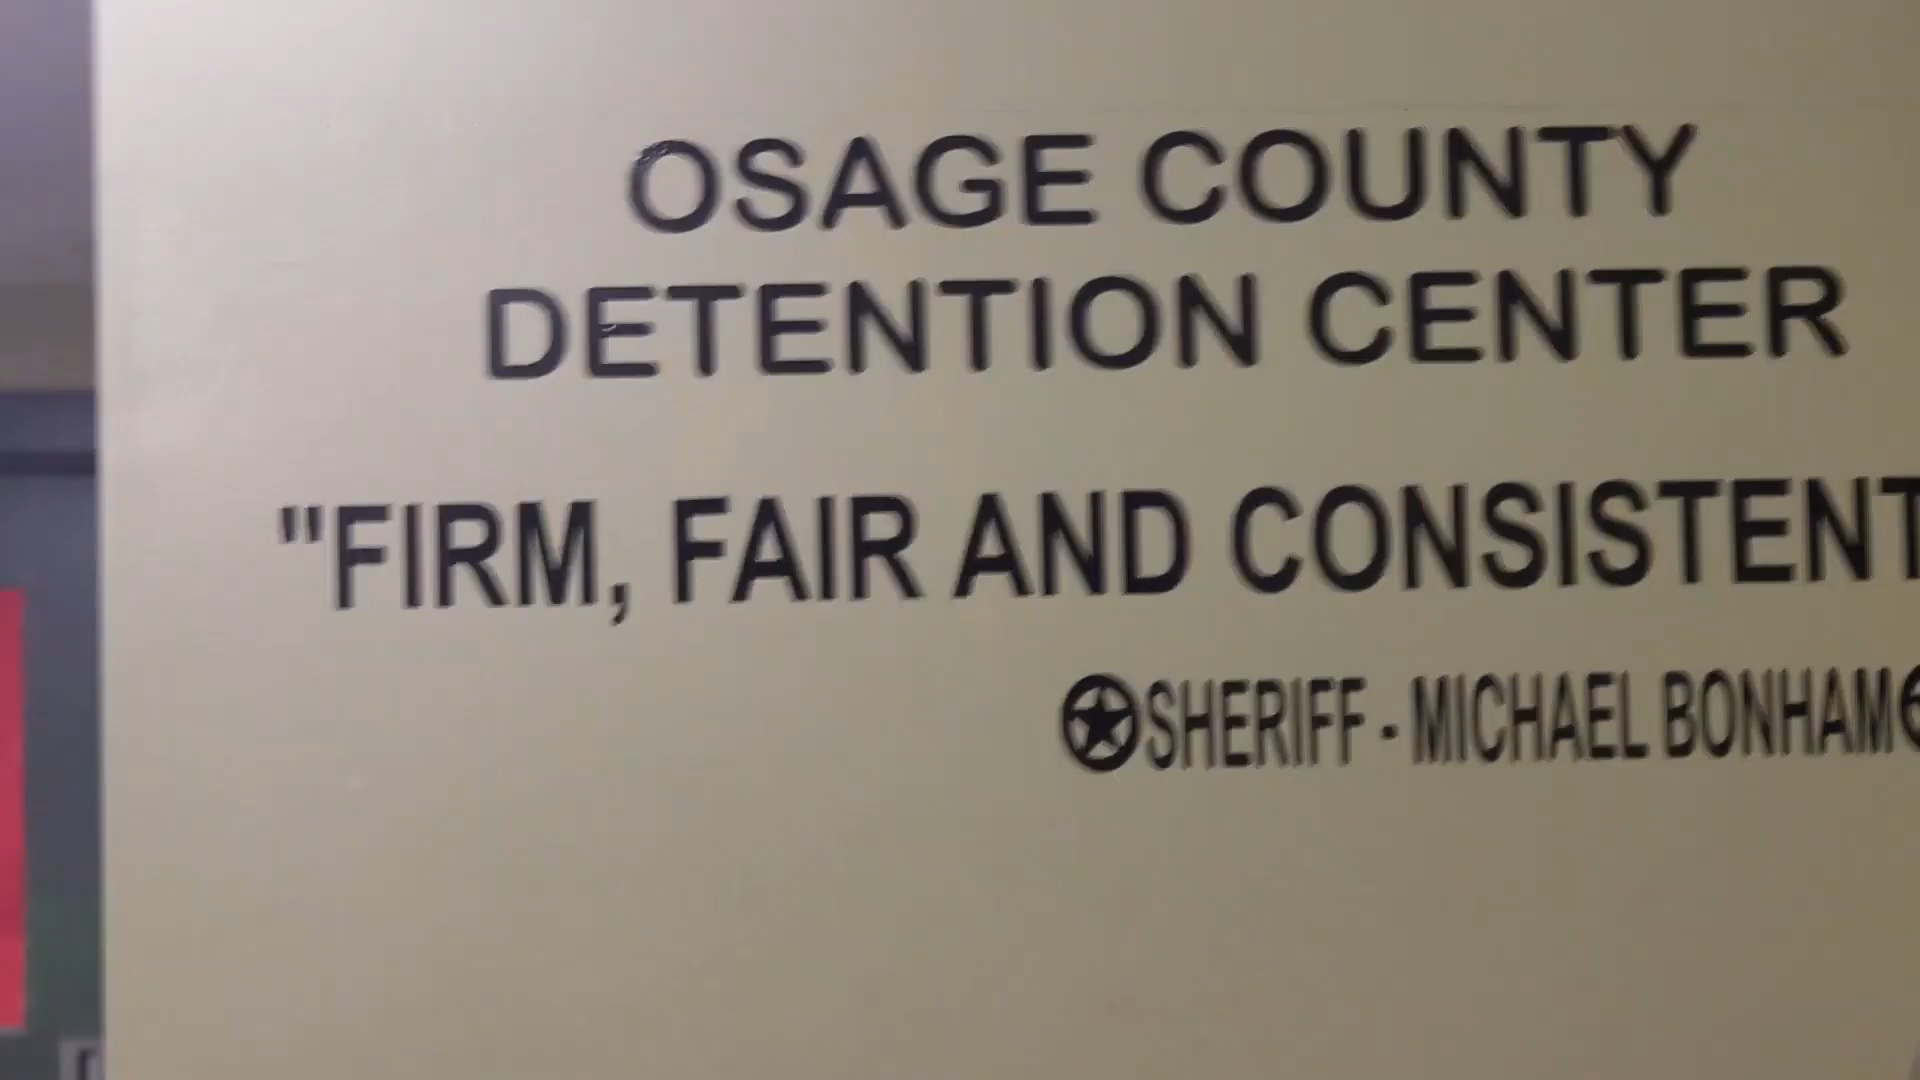 OSAGE COUNTY
DETENTION CENTER
"FIRM, FAIR AND CONSISTENT
SHERIFF - MICHAEL BONHAM